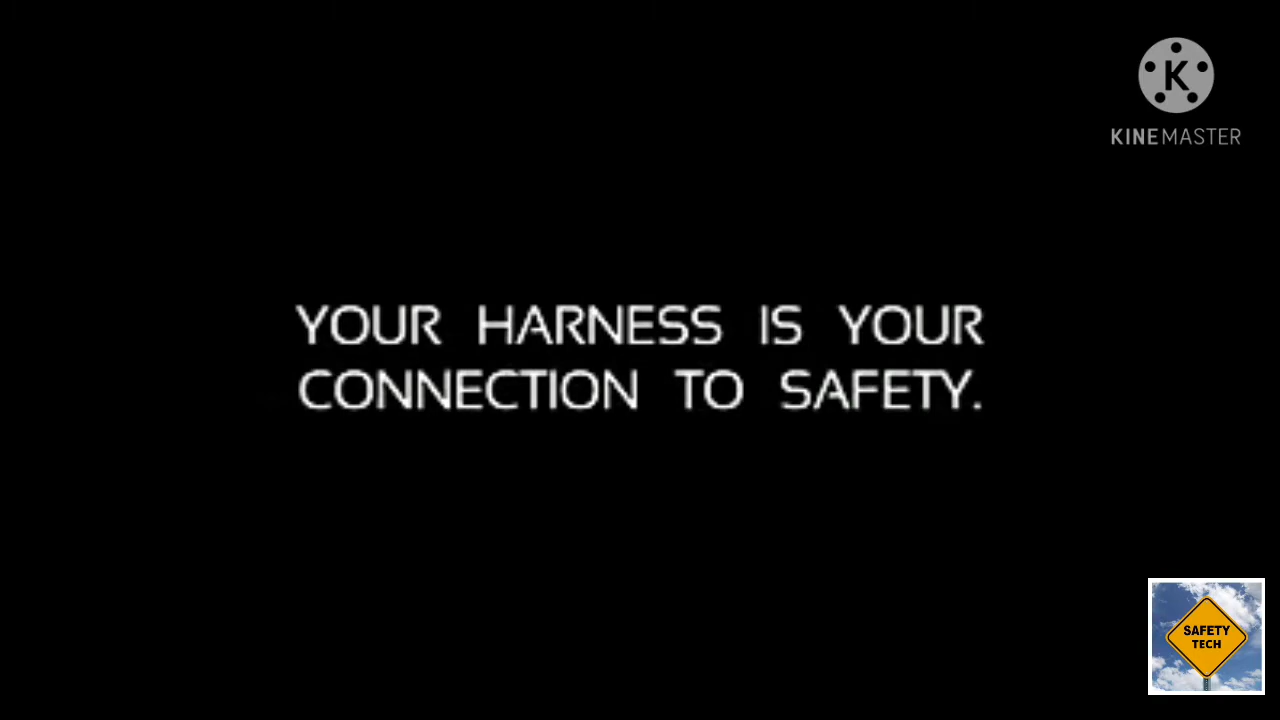 KINEMASTER
YOUR HARNESS IS YOUR
CONNECTION TO SAFETY.
SAFETY
TECH